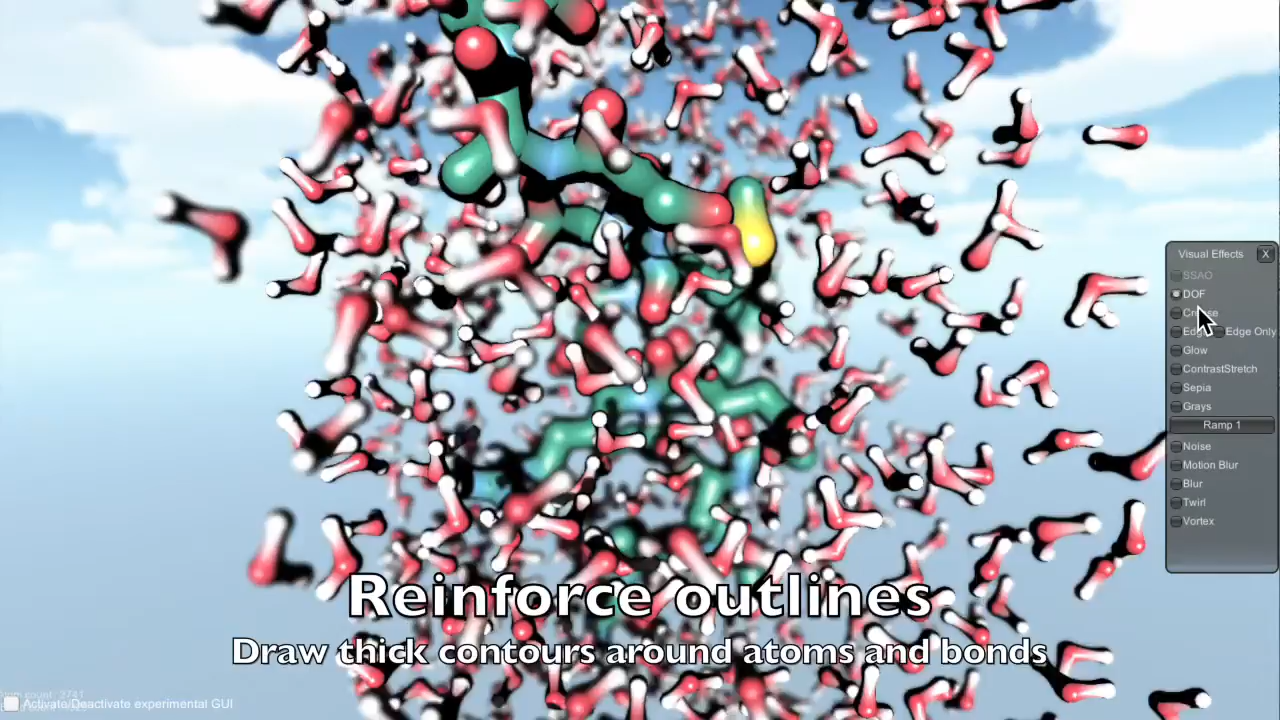 Visual Effects X
SSAO
DOF
Edge Only
Glow
ContrastStretch
Sepia
Grays
Ramp 1
Noise
Motion Blur
Blur
Twirl
Vortex
Reinforce outlines
Draw thick contours around atoms and bonds
Activate/Deactivate experimental GUI